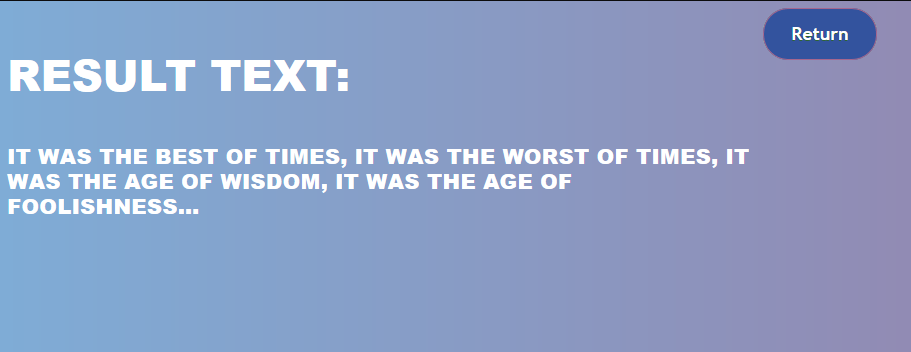 Return
RESULT TEXT:
IT WAS THE BEST OF TIMES, IT WAS THE WORST OF TIMES, IT
WAS THE AGE OF WISDOM, IT WAS THE AGE OF
FOOLISHNESS...